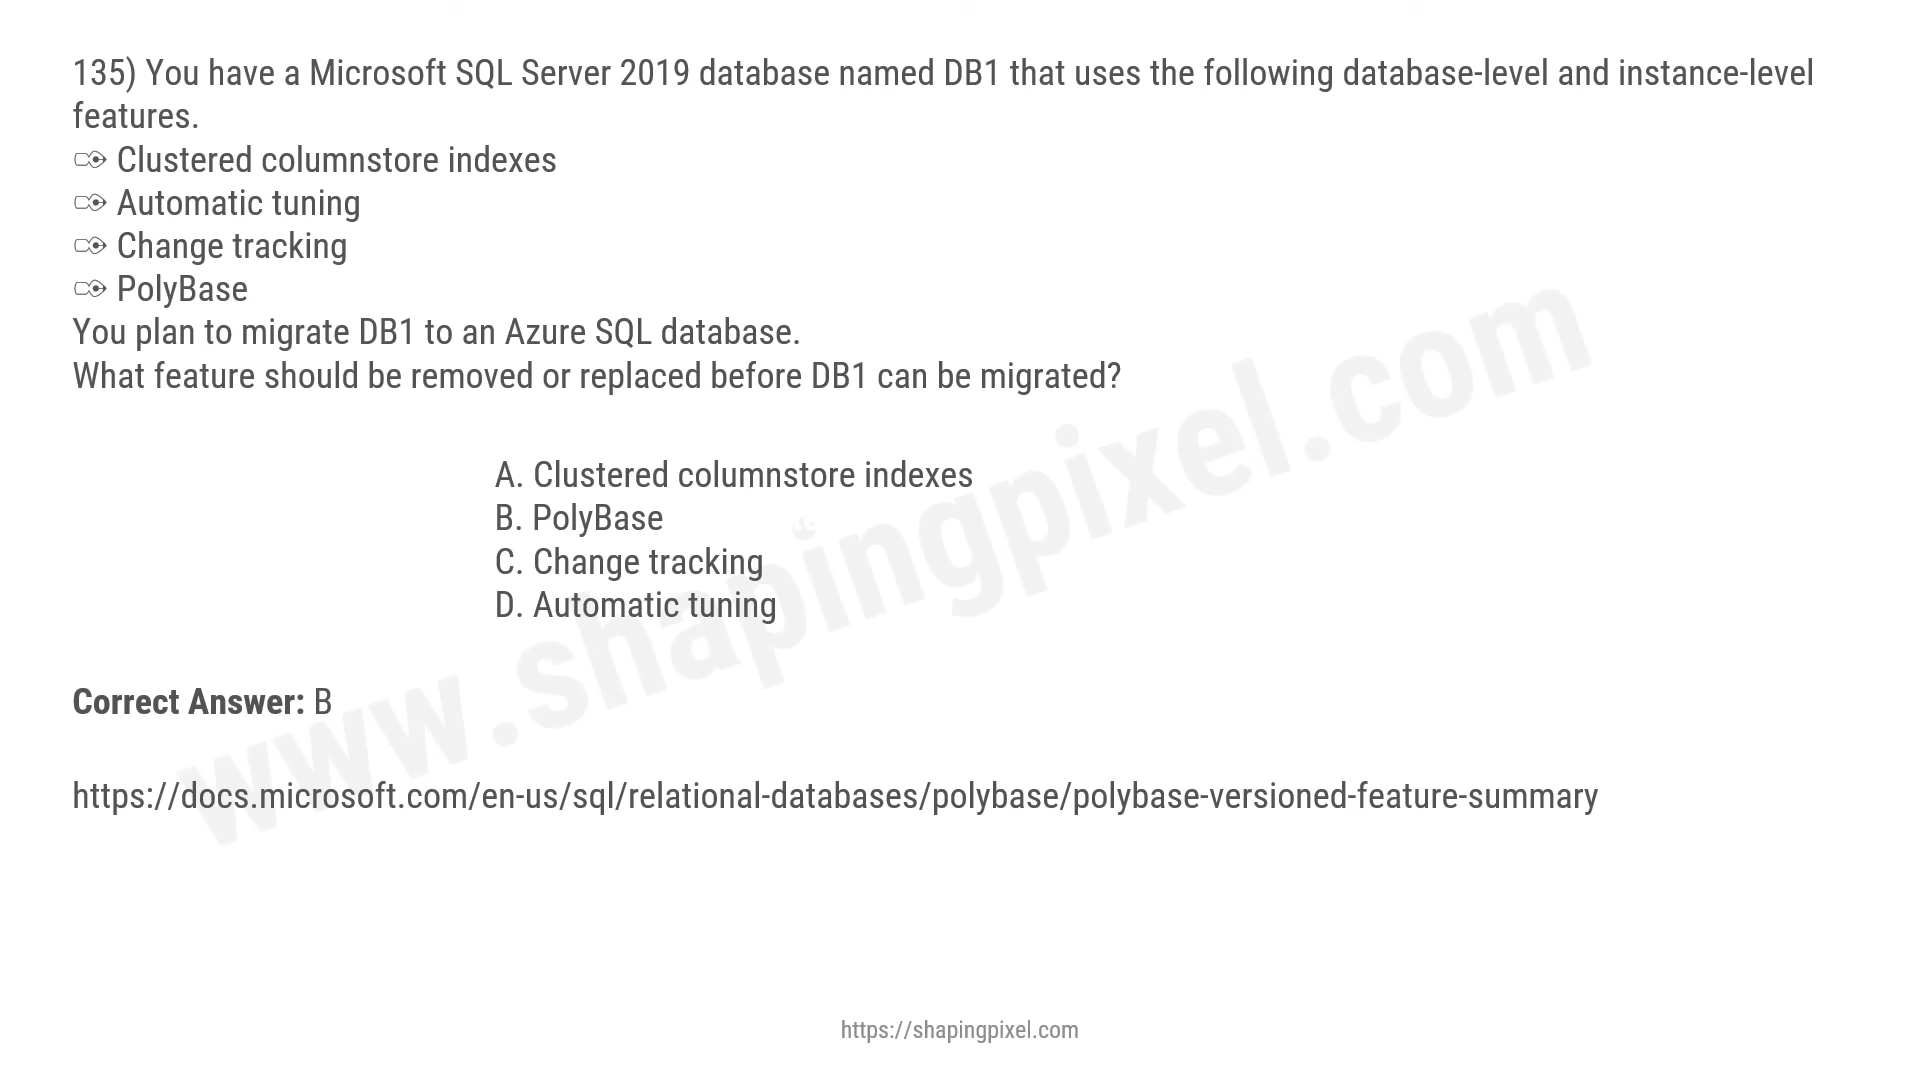 135) You have a Microsoft SQL Server 2019 database named DB1 that uses the following database-level and instance-level
features.
Clustered columnstore indexes
Automatic tuning
Change tracking
PolyBase
You plan to migrate DB1 to an Azure SQL database.
What feature should be removed or replaced before DB1 can be migrated?
A. Clustered columnstore indexes
B. PolyBase
C. Change tracking
D. Automatic tuning
www.shapingpixel.com
Correct Answer: B
https://docs.microsoft.com/en-us/sql/relational-databases/polybase/polybase-versioned-feature-summary
https://shapingpixel.com